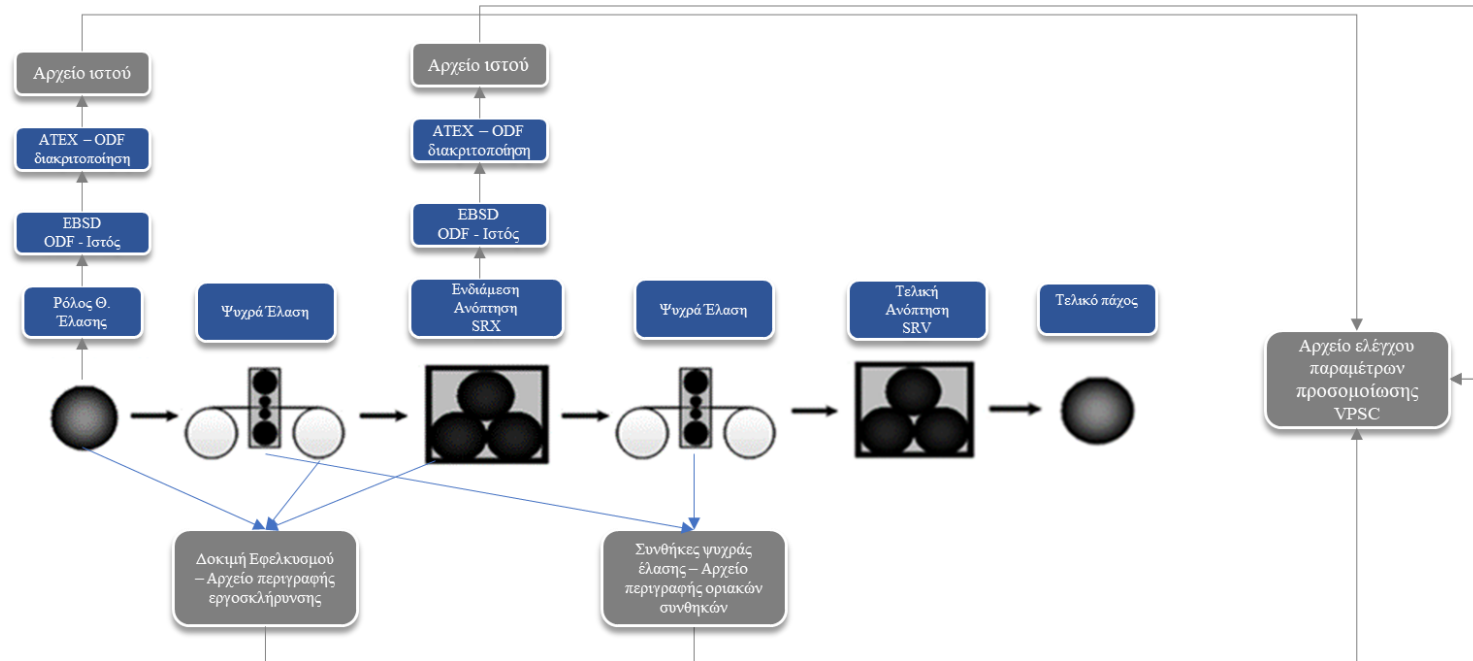 Αρχείο ιστού
Αρχείο ιστού
ATEX – ODF
διακριτοποίηση
ATEX – ODF
διακριτοποίηση
EBSD
ODF - Ιστός
EBSD
ODF - Ιστός
Ρόλος Θ.
Έλασης
Ψυχρά Έλαση
Ενδιάμεση
Ανόπτηση
SRX
Ψυχρά Έλαση
Τελική
Ανόπτηση
SRV
Τελικό πάχος
Αρχείο ελέγχου
παραμέτρων
προσομοίωσης
VPSC
Δοκιμή Εφελκυσμού
– Αρχείο περιγραφής
εργοσκλήρυνσης
Συνθήκες ψυχράς
έλασης – Αρχείο
περιγραφής οριακών
συνθηκών